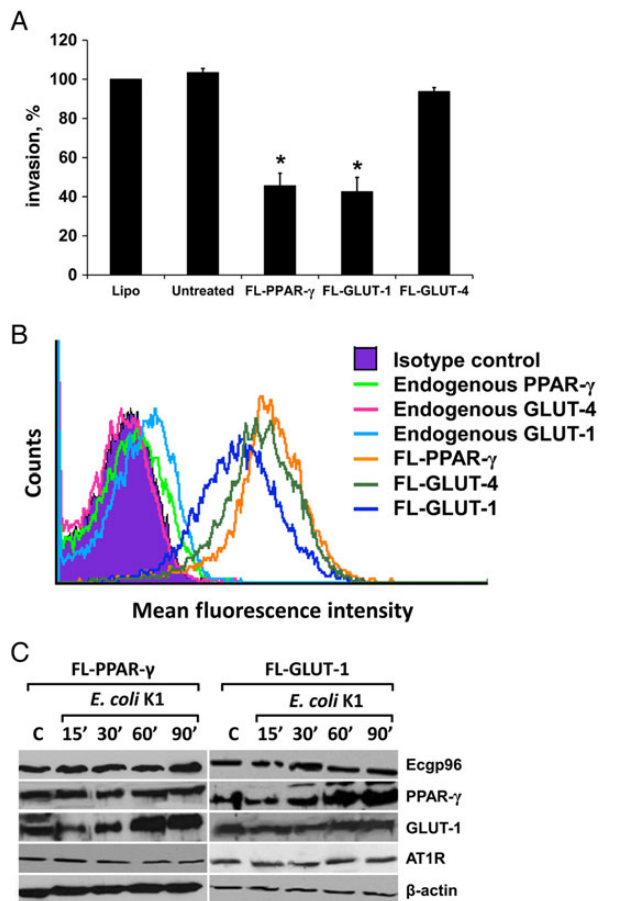 A
120
100
80
60
40
20
0
invasion, %
* *
Lipo Untreated FL-PPAR-γ FL-GLUT-1 FL-GLUT-4
B
Counts
Isotype control
Endogenous PPAR-γ
Endogenous GLUT-4
Endogenous GLUT-1
FL-PPAR-γ
FL-GLUT-4
FL-GLUT-1
Mean fluorescence intensity
C
FL-PPAR-γ FL-GLUT-1
E. coli K1 E. coli K1
C 15’ 30’ 60’ 90’ C 15’ 30’ 60’ 90’
Ecgp96
PPAR-γ
GLUT-1
AT1R
β-actin